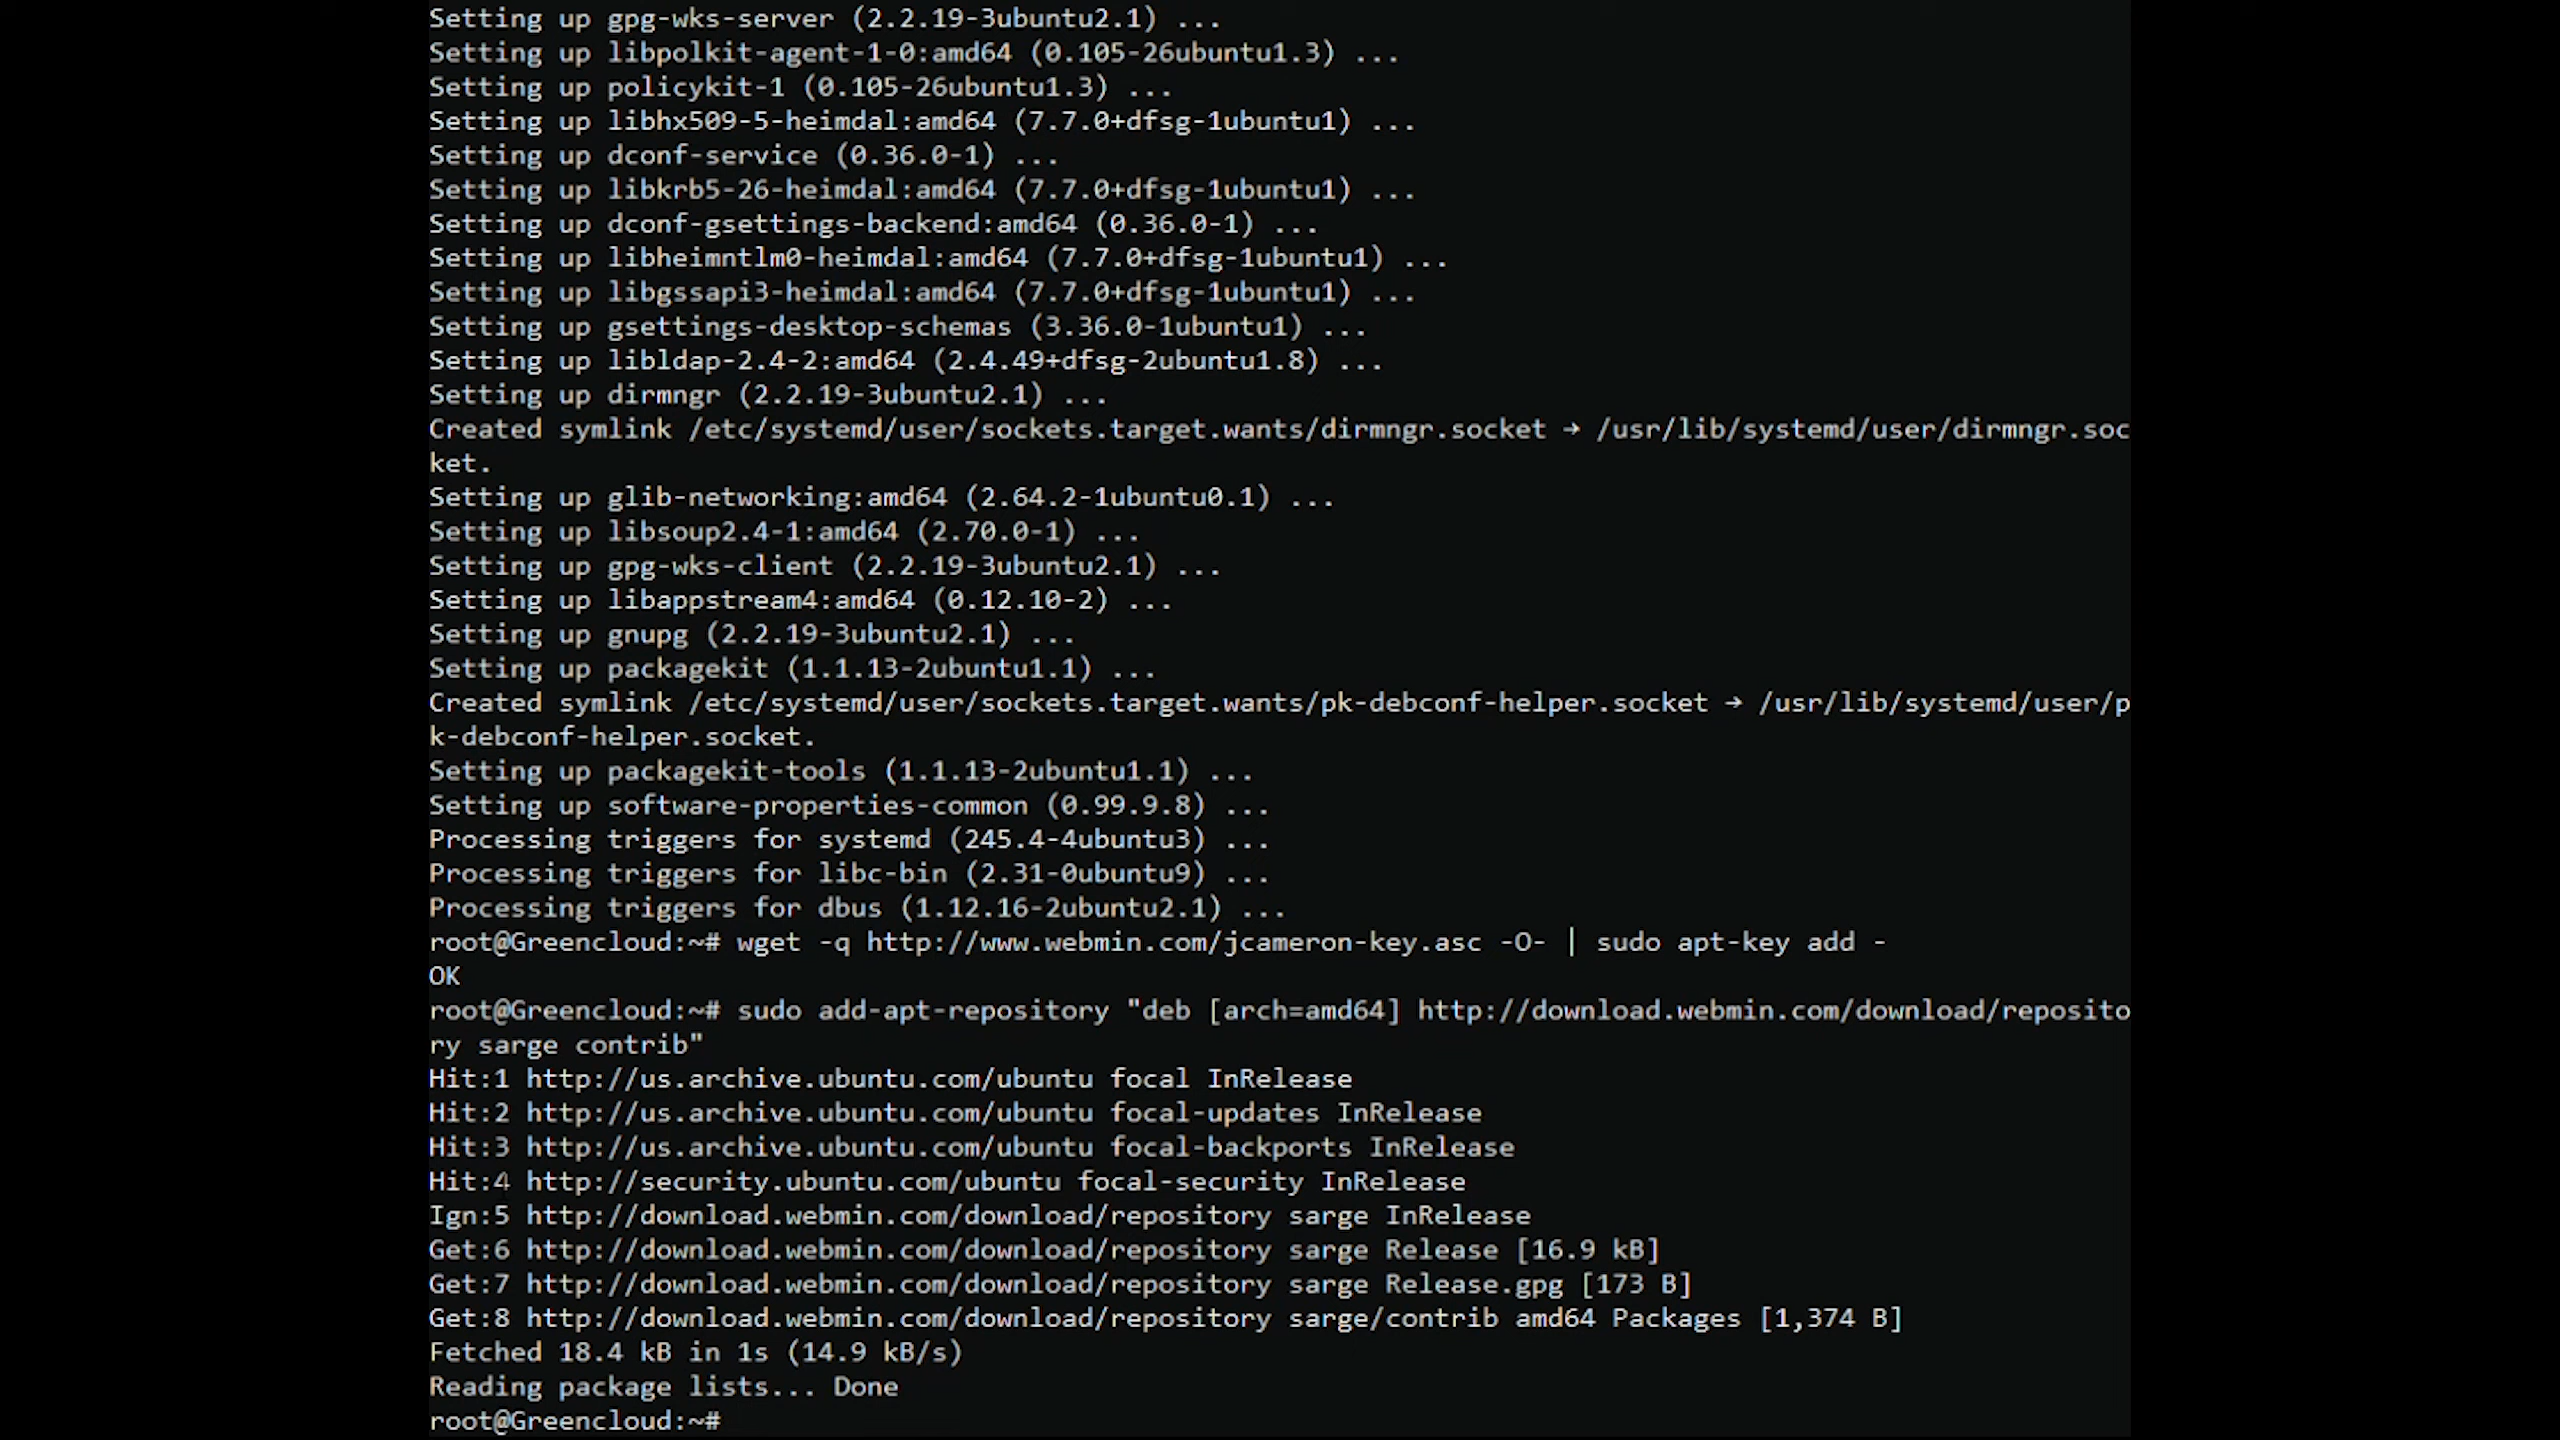 Setting up gpg-wks-server (2.2.19-3ubuntu2.1) ...
Setting up libpolkit-agent-1-0:amd64 (0.105-26ubuntu1.3) ...
Setting up policykit-1 (0.105-26ubuntu1.3) ...
Setting up libhx509-5-heimdal:amd64 (7.7.0+dfsg-1ubuntu1) ...
Setting up dconf-service (0.36.0-1) ...
Setting up libkrb5-26-heimdal:amd64 (7.7.0+dfsg-1ubuntu1) ...
Setting up dconf-gsettings-backend:amd64 (0.36.0-1) ...
Setting up libheimntlm0-heimdal:amd64 (7.7.0+dfsg-1ubuntu1) ...
Setting up libgssapi3-heimdal:amd64 (7.7.0+dfsg-1ubuntu1) ...
Setting up gsettings-desktop-schemas (3.36.0-1ubuntu1) ...
Setting up libldap-2.4-2:amd64 (2.4.49+dfsg-2ubuntu1.8) ...
Setting up dirmngr (2.2.19-3ubuntu2.1) ...
Created symlink /etc/systemd/user/sockets.target.wants/dirmngr.socket → /usr/lib/systemd/user/dirmngr.soc
ket.
Setting up glib-networking:amd64 (2.64.2-1ubuntu0.1) ...
Setting up libsoup2.4-1:amd64 (2.70.0-1) ...
Setting up gpg-wks-client (2.2.19-3ubuntu2.1) ...
Setting up libappstream4:amd64 (0.12.10-2) ...
Setting up gnupg (2.2.19-3ubuntu2.1) ...
Setting up packagekit (1.1.13-2ubuntu1.1) ...
Created symlink /etc/systemd/user/sockets.target.wants/pk-debconf-helper.socket → /usr/lib/systemd/user/p
k-debconf-helper.socket.
Setting up packagekit-tools (1.1.13-2ubuntu1.1) ...
Setting up software-properties-common (0.99.9.8) ...
Processing triggers for systemd (245.4-4ubuntu3) ...
Processing triggers for libc-bin (2.31-0ubuntu9) ...
Processing triggers for dbus (1.12.16-2ubuntu2.1) ...
root@Greencloud:~# wget -q http://www.webmin.com/jcameron-key.asc -O- | sudo apt-key add -
OK
root@Greencloud:~# sudo add-apt-repository "deb [arch=amd64] http://download.webmin.com/download/reposito
ry sarge contrib"
Hit:1 http://us.archive.ubuntu.com/ubuntu focal InRelease
Hit:2 http://us.archive.ubuntu.com/ubuntu focal-updates InRelease
Hit:3 http://us.archive.ubuntu.com/ubuntu focal-backports InRelease
Hit:4 http://security.ubuntu.com/ubuntu focal-security InRelease
Ign:5 http://download.webmin.com/download/repository sarge InRelease
Get:6 http://download.webmin.com/download/repository sarge Release [16.9 kB]
Get:7 http://download.webmin.com/download/repository sarge Release.gpg [173 B]
Get:8 http://download.webmin.com/download/repository sarge/contrib amd64 Packages [1,374 B]
Fetched 18.4 kB in 1s (14.9 kB/s)
Reading package lists... Done
root@Greencloud:~#